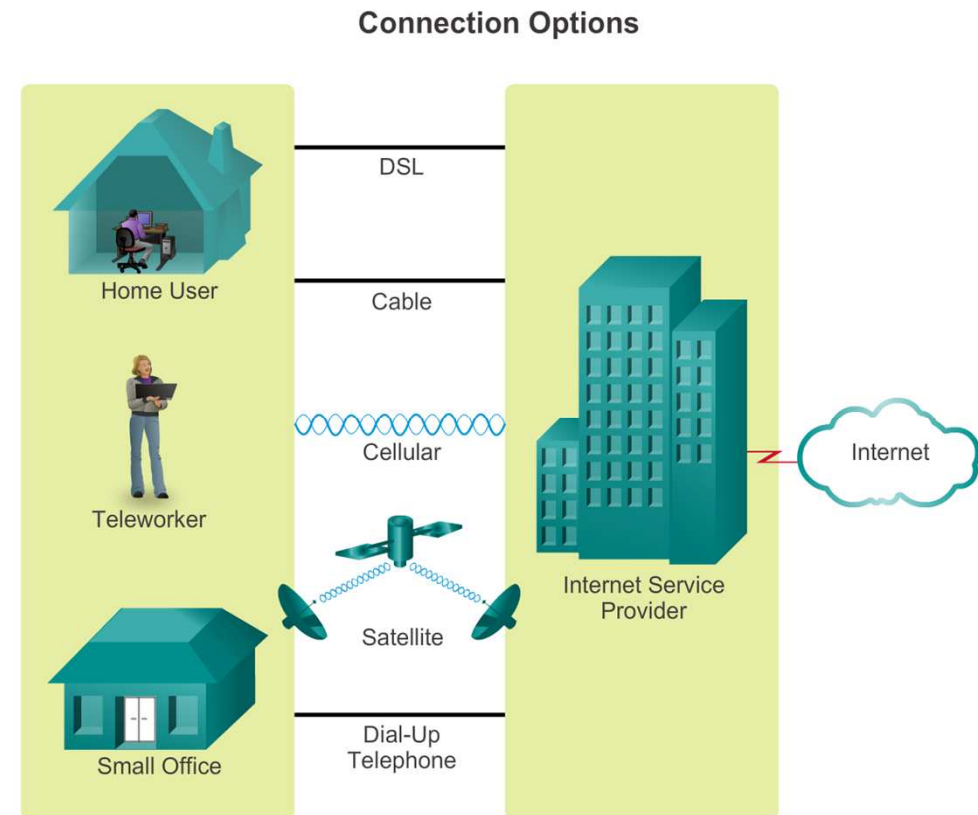 Connection Options
Home User
Teleworker
Small Office
DSL
Cable
Cellular
Satellite
Dial-Up
Telephone
Internet Service
Provider
Internet